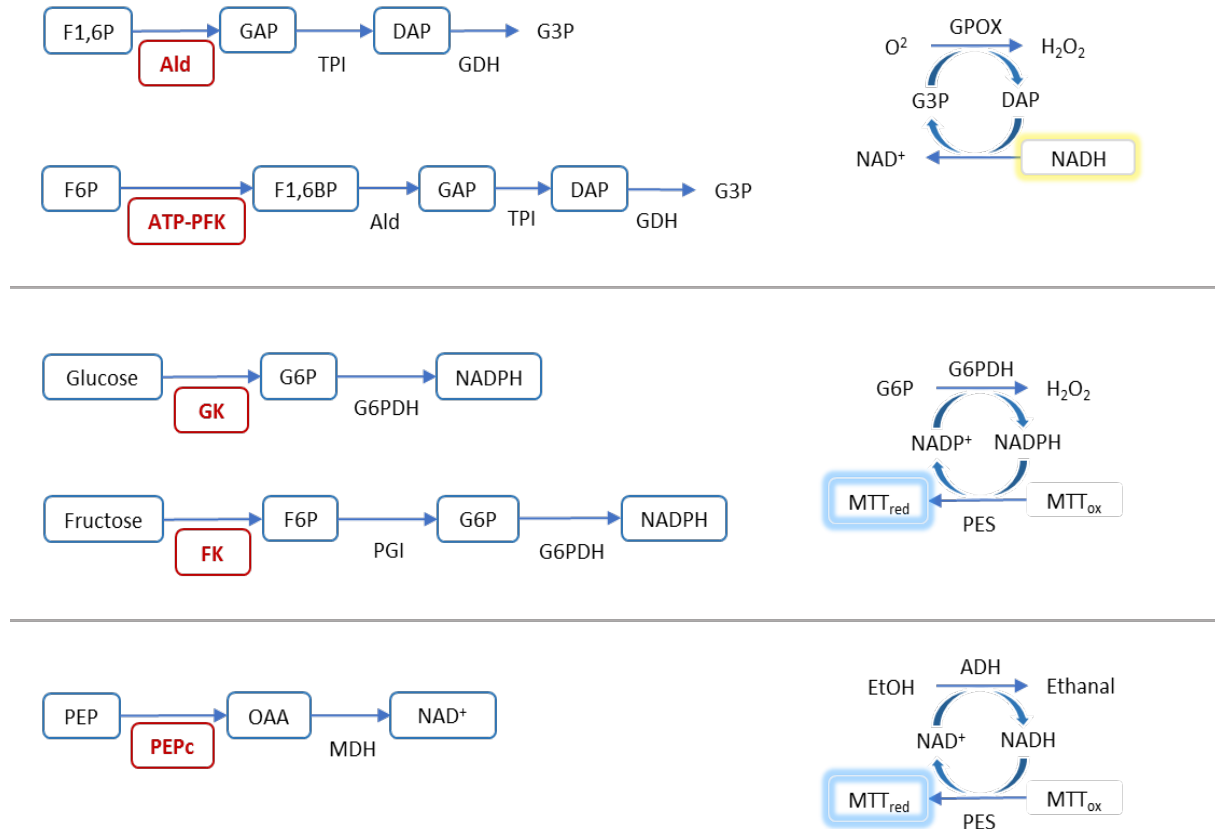 F1,6P GAP DAP G3P
Ald TPI GDH
O² GPOX H₂O₂
G3P DAP
NAD⁺ NADH
F6P F1,6BP GAP DAP G3P
ATP-PFK Ald TPI GDH
Glucose G6P NADPH
GK G6PDH
G6P G6PDH H₂O₂
NADP⁺ NADPH
MTTred MTTox
PES
Fructose F6P G6P NADPH
FK PGI G6PDH
PEP OAA NAD⁺
PEPc MDH
EtOH ADH Ethanal
NAD⁺ NADH
MTTred MTTox
PES